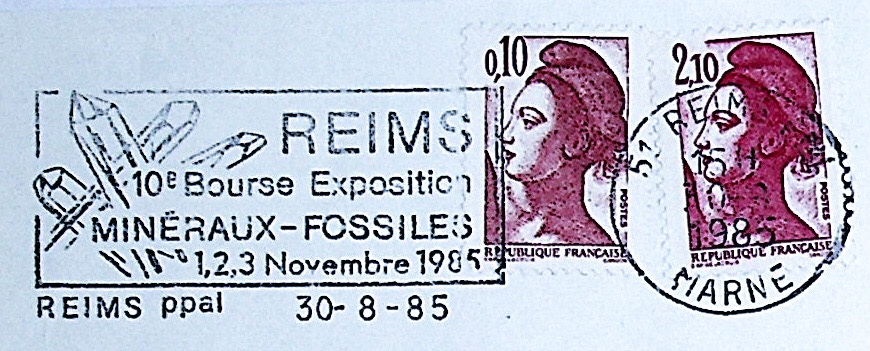 REIMS
10E Bourse Exposition
MINÉRAUX-FOSSILES
1,2,3 Novembre 1985
REIMS ppal 30-8-85
0,10
POSTES
RÉPUBLIQUE FRANÇAISE
2,10
POSTES
RÉPUBLIQUE FRANÇAISE
51 REIMS
15 H
1985
MARNE